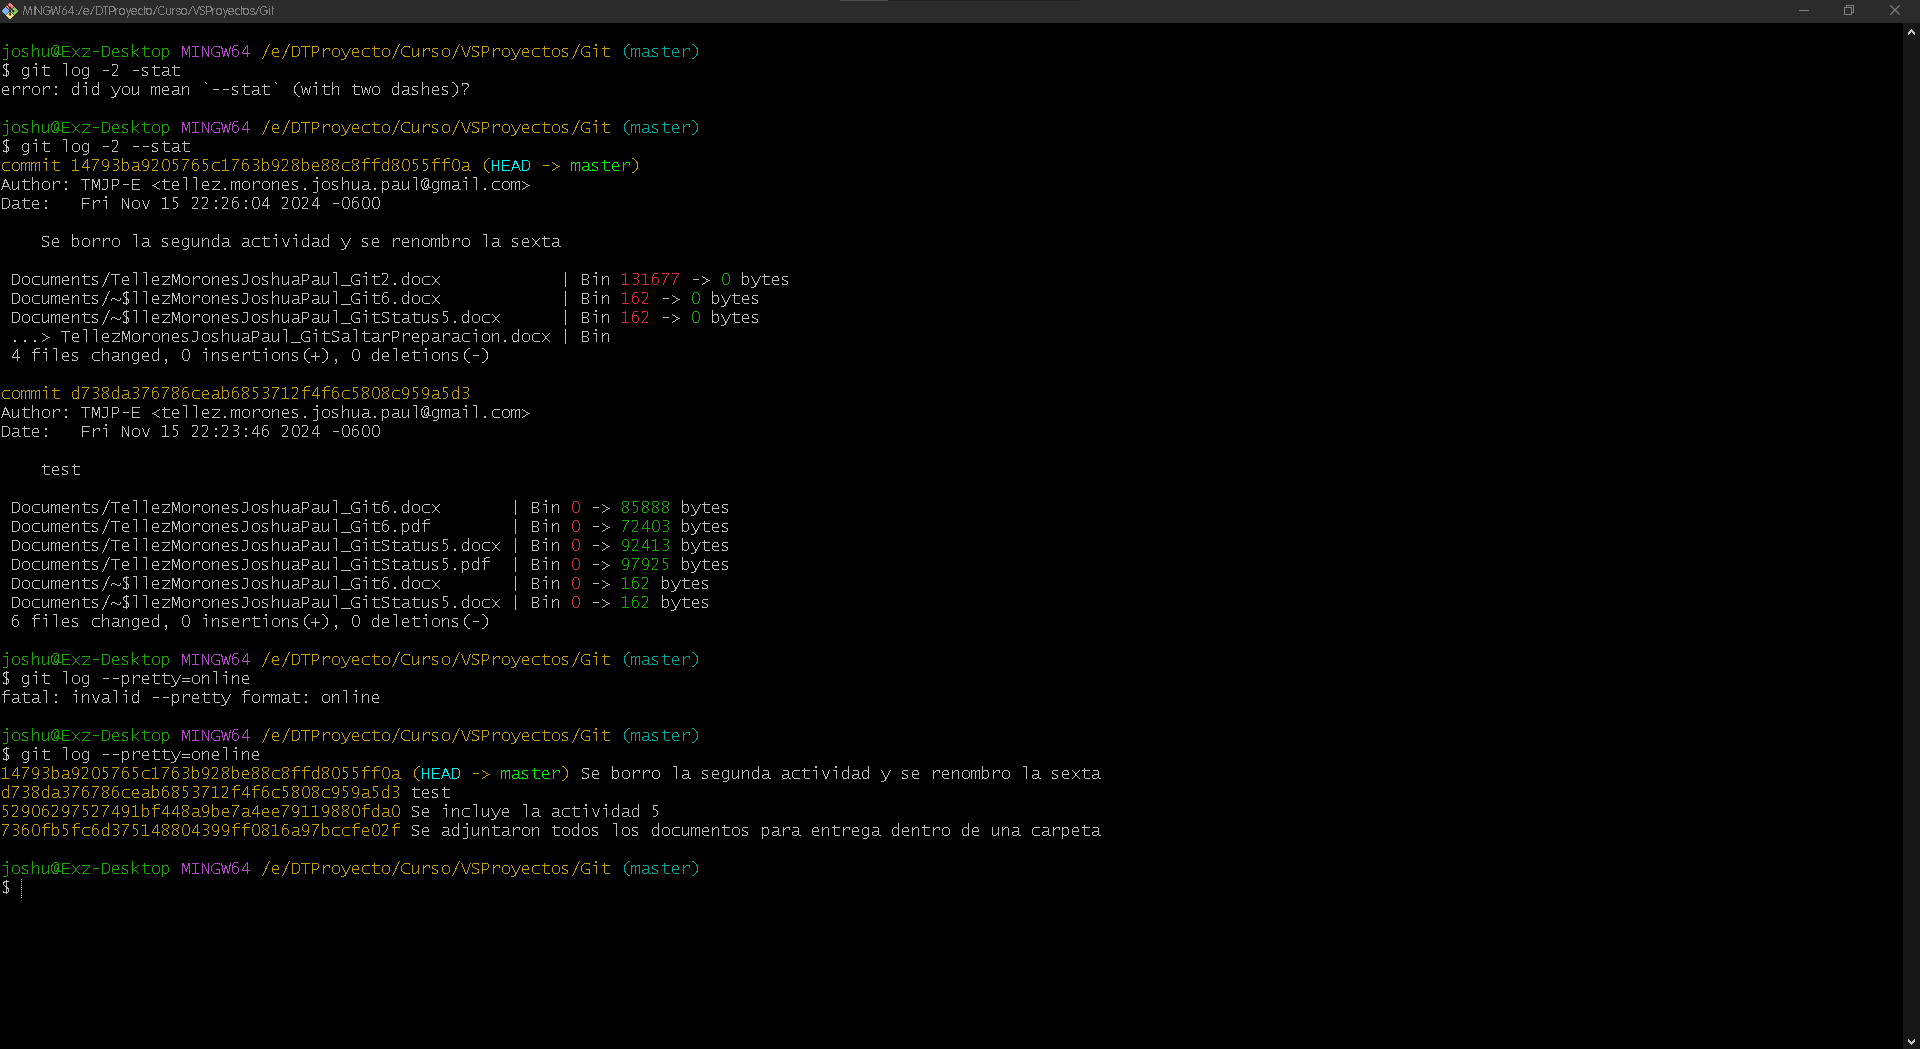 MINGW64:/e/DTProyecto/Curso/VSProyectos/Git
joshu@Exz-Desktop MINGW64 /e/DTProyecto/Curso/VSProyectos/Git (master)
$ git log -2 -stat
error: did you mean `--stat` (with two dashes)?
joshu@Exz-Desktop MINGW64 /e/DTProyecto/Curso/VSProyectos/Git (master)
$ git log -2 --stat
commit 14793ba9205765c1763b928be88c8ffd8055ff0a (HEAD -> master)
Author: TMJP-E <tellez.morones.joshua.paul@gmail.com>
Date:   Fri Nov 15 22:26:04 2024 -0600
    Se borro la segunda actividad y se renombro la sexta
 Documents/TellezMoronesJoshuaPaul_Git2.docx            | Bin 131677 -> 0 bytes
 Documents/~$llezMoronesJoshuaPaul_Git6.docx            | Bin 162 -> 0 bytes
 Documents/~$llezMoronesJoshuaPaul_GitStatus5.docx      | Bin 162 -> 0 bytes
 ...> TellezMoronesJoshuaPaul_GitSaltarPreparacion.docx | Bin
 4 files changed, 0 insertions(+), 0 deletions(-)
commit d738da376786ceab6853712f4f6c5808c959a5d3
Author: TMJP-E <tellez.morones.joshua.paul@gmail.com>
Date:   Fri Nov 15 22:23:46 2024 -0600
    test
 Documents/TellezMoronesJoshuaPaul_Git6.docx       | Bin 0 -> 85888 bytes
 Documents/TellezMoronesJoshuaPaul_Git6.pdf        | Bin 0 -> 72403 bytes
 Documents/TellezMoronesJoshuaPaul_GitStatus5.docx | Bin 0 -> 92413 bytes
 Documents/TellezMoronesJoshuaPaul_GitStatus5.pdf  | Bin 0 -> 97925 bytes
 Documents/~$llezMoronesJoshuaPaul_Git6.docx       | Bin 0 -> 162 bytes
 Documents/~$llezMoronesJoshuaPaul_GitStatus5.docx | Bin 0 -> 162 bytes
 6 files changed, 0 insertions(+), 0 deletions(-)
joshu@Exz-Desktop MINGW64 /e/DTProyecto/Curso/VSProyectos/Git (master)
$ git log --pretty=online
fatal: invalid --pretty format: online
joshu@Exz-Desktop MINGW64 /e/DTProyecto/Curso/VSProyectos/Git (master)
$ git log --pretty=oneline
14793ba9205765c1763b928be88c8ffd8055ff0a (HEAD -> master) Se borro la segunda actividad y se renombro la sexta
d738da376786ceab6853712f4f6c5808c959a5d3 test
52906297527491bf448a9be7a4ee79119880fda0 Se incluye la actividad 5
7360fb5fc6d375148804399ff0816a97bccfe02f Se adjuntaron todos los documentos para entrega dentro de una carpeta
joshu@Exz-Desktop MINGW64 /e/DTProyecto/Curso/VSProyectos/Git (master)
$